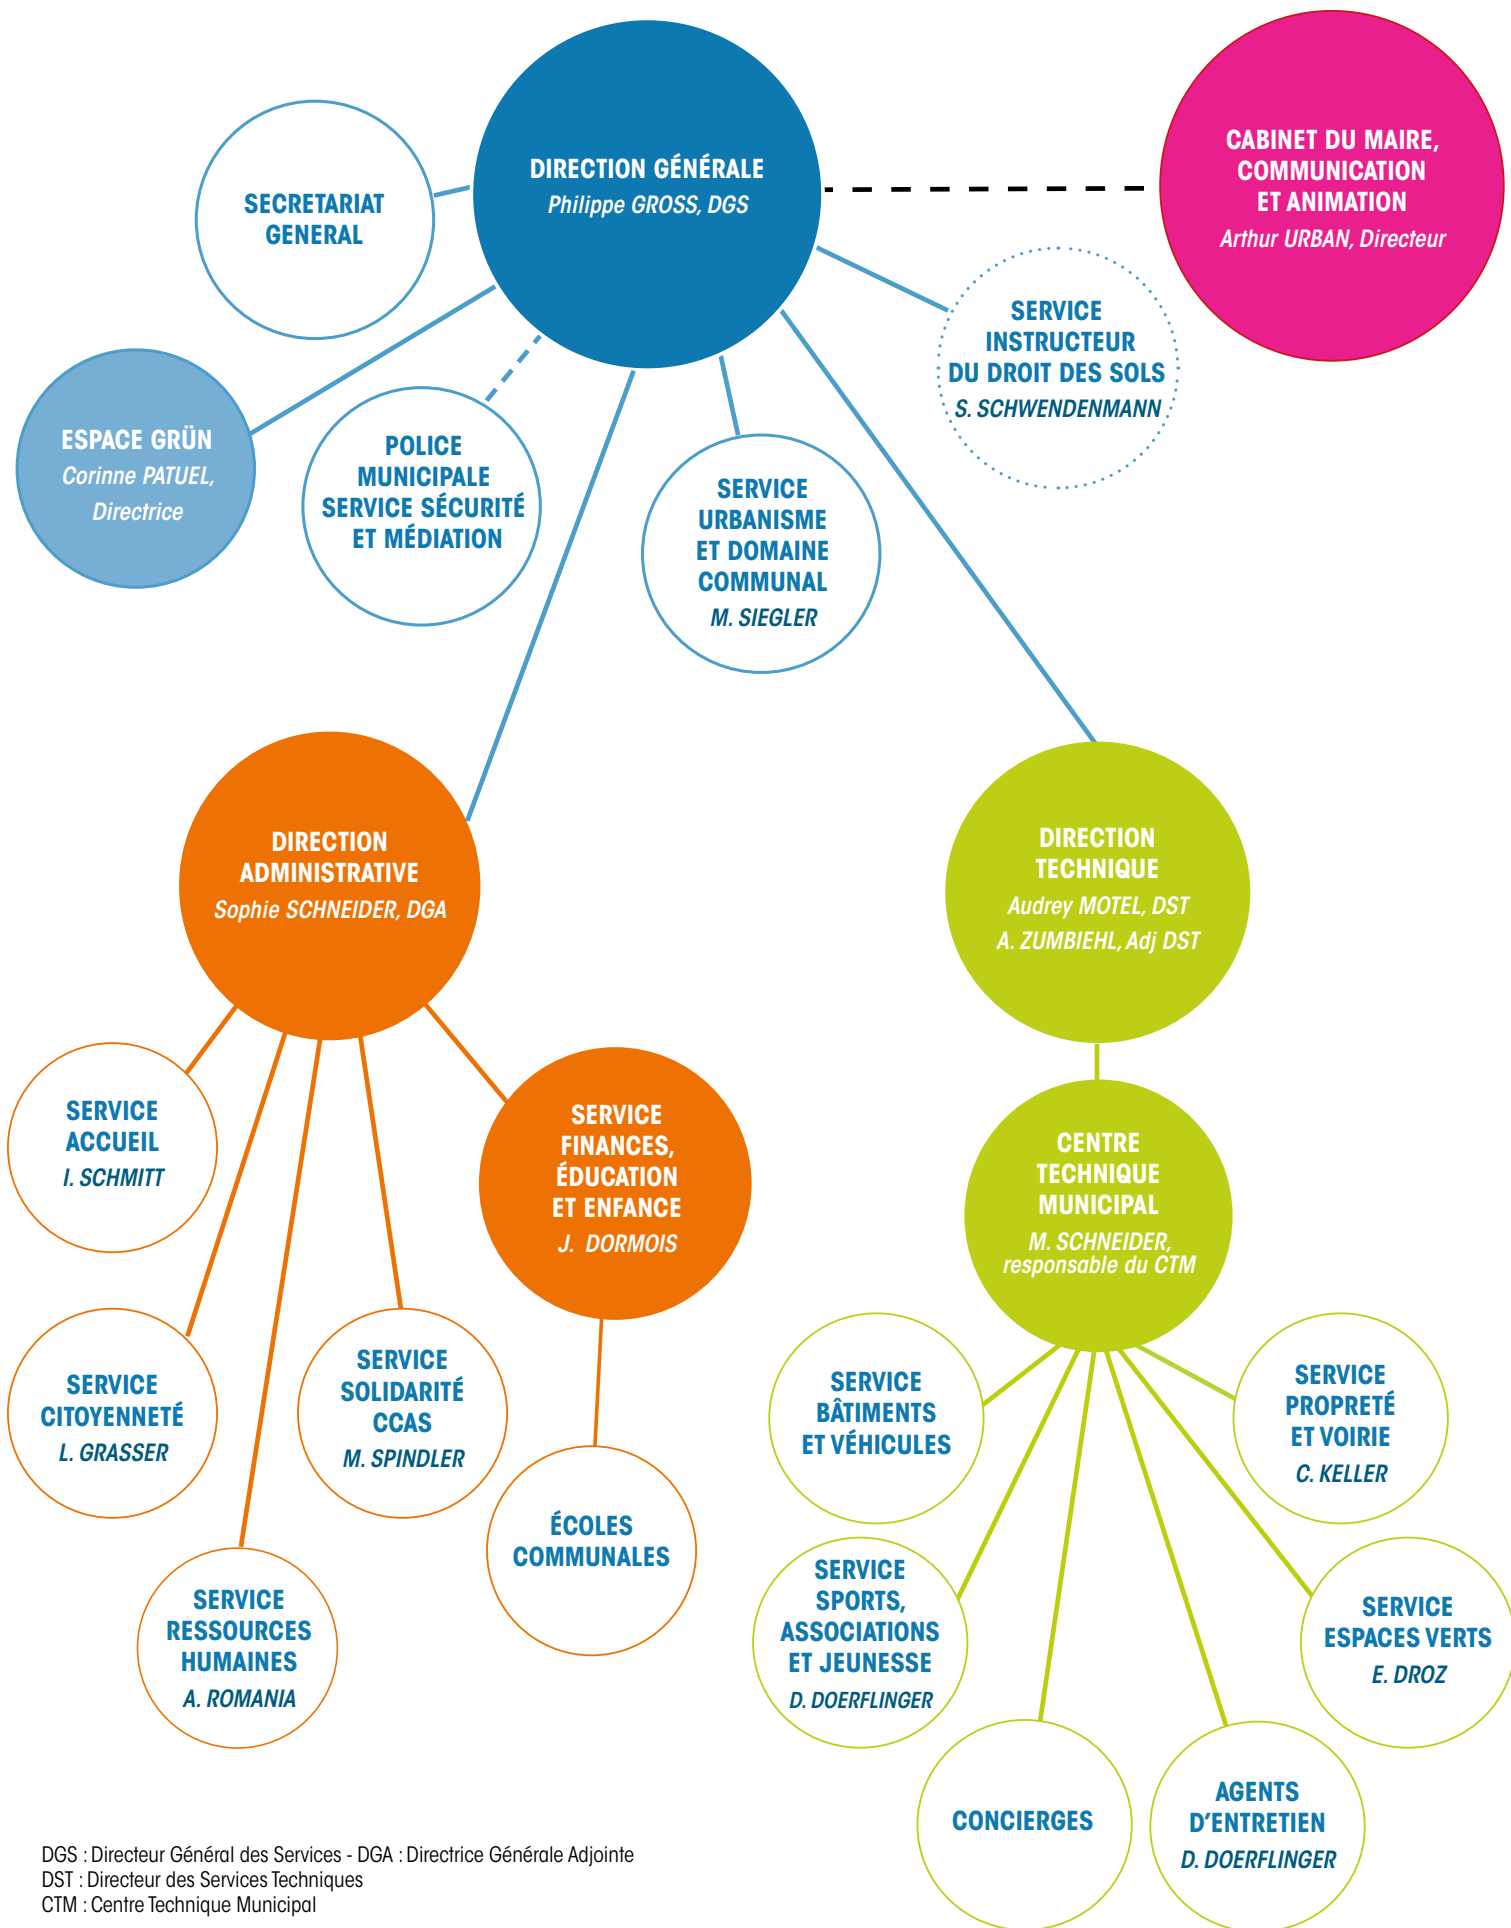 DIRECTION GÉNÉRALE
Philippe GROSS, DGS
CABINET DU MAIRE,
COMMUNICATION
ET ANIMATION
Arthur URBAN, Directeur
SECRETARIAT
GENERAL
SERVICE
INSTRUCTEUR
DU DROIT DES SOLS
S. SCHWENDENMANN
ESPACE GRÜN
Corinne PATUEL,
Directrice
POLICE
MUNICIPALE
SERVICE SÉCURITÉ
ET MÉDIATION
SERVICE
URBANISME
ET DOMAINE
COMMUNAL
M. SIEGLER
DIRECTION
ADMINISTRATIVE
Sophie SCHNEIDER, DGA
DIRECTION
TECHNIQUE
Audrey MOTEL, DST
A. ZUMBIEHL, Adj DST
SERVICE
ACCUEIL
I. SCHMITT
SERVICE
FINANCES,
ÉDUCATION
ET ENFANCE
J. DORMOIS
CENTRE
TECHNIQUE
MUNICIPAL
M. SCHNEIDER,
responsable du CTM
SERVICE
CITOYENNETÉ
L. GRASSER
SERVICE
SOLIDARITÉ
CCAS
M. SPINDLER
SERVICE
BÂTIMENTS
ET VÉHICULES
SERVICE
PROPRETÉ
ET VOIRIE
C. KELLER
SERVICE
RESSOURCES
HUMAINES
A. ROMANIA
ÉCOLES
COMMUNALES
SERVICE
SPORTS,
ASSOCIATIONS
ET JEUNESSE
D. DOERFLINGER
SERVICE
ESPACES VERTS
E. DROZ
CONCIERGES
AGENTS
D'ENTRETIEN
D. DOERFLINGER
DGS : Directeur Général des Services - DGA : Directrice Générale Adjointe
DST : Directeur des Services Techniques
CTM : Centre Technique Municipal